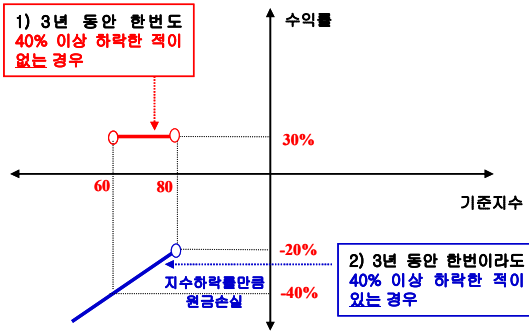 1) 3년 동안 한번도
40% 이상 하락한 적이
없는 경우
수익률
30%
60
80
기준지수
-20%
지수하락률만큼
원금손실
-40%
2) 3년 동안 한번이라도
40% 이상 하락한 적이
있는 경우